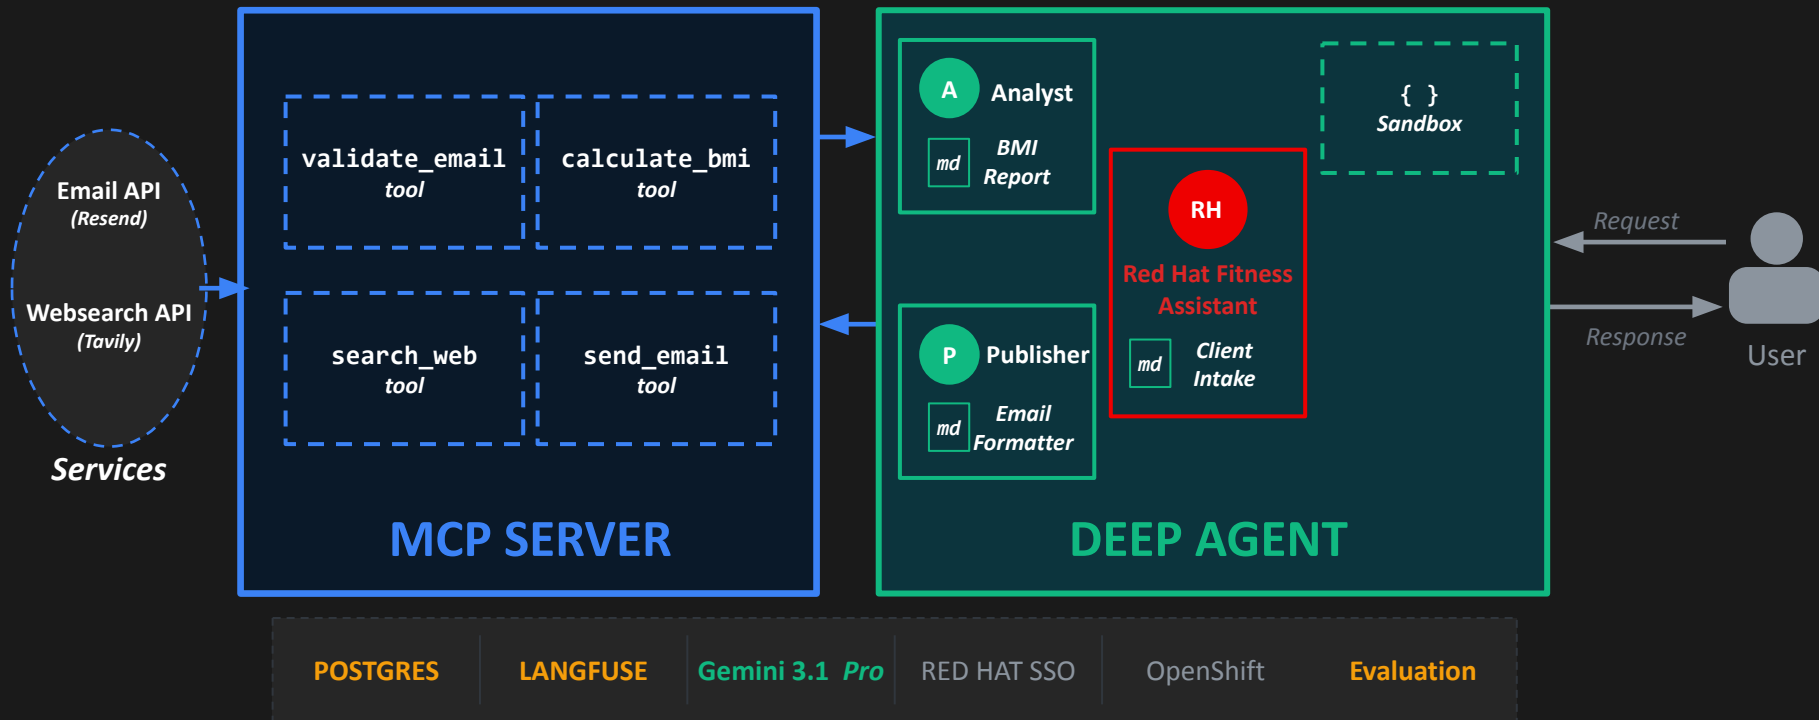 Email API
(Resend)
Websearch API
(Tavily)
Services
validate_email
tool
calculate_bmi
tool
search_web
tool
send_email
tool
MCP SERVER
A
Analyst
md
BMI
Report
P
Publisher
md
Email
Formatter
RH
Red Hat Fitness
Assistant
md
Client
Intake
{ }
Sandbox
DEEP AGENT
Request
Response
User
POSTGRES
LANGFUSE
Gemini 3.1 Pro
RED HAT SSO
OpenShift
Evaluation